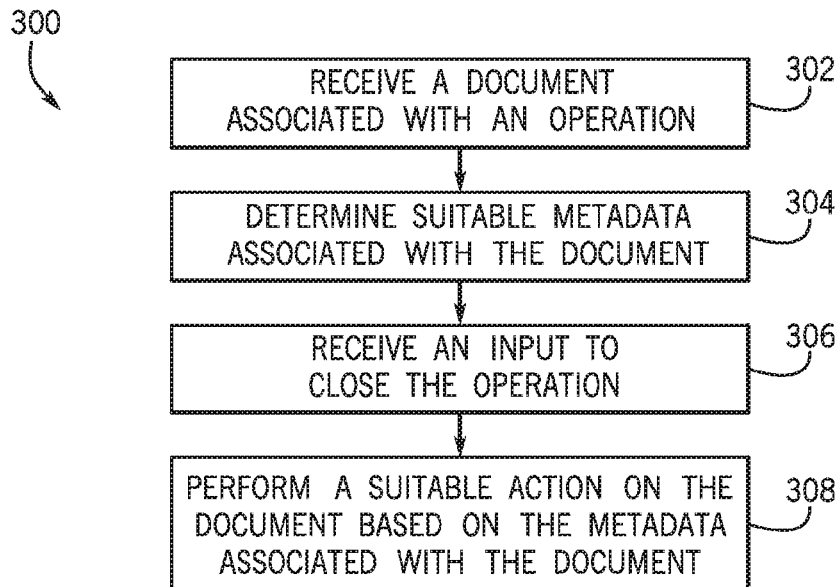 300
RECEIVE A DOCUMENT
ASSOCIATED WITH AN OPERATION
302
DETERMINE SUITABLE METADATA
ASSOCIATED WITH THE DOCUMENT
304
RECEIVE AN INPUT TO
CLOSE THE OPERATION
306
PERFORM A SUITABLE ACTION ON THE
DOCUMENT BASED ON THE METADATA
ASSOCIATED WITH THE DOCUMENT
308